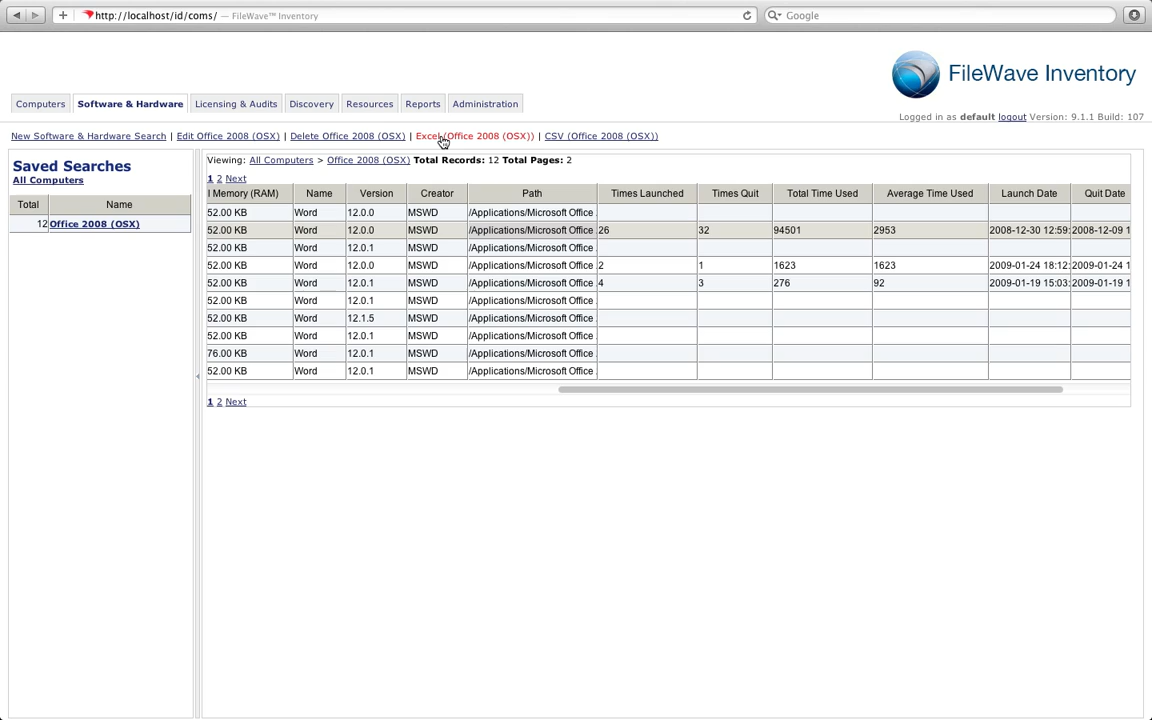 http://localhost/id/coms/ — FileWave™ Inventory
Google
FileWave Inventory
Computers Software & Hardware Licensing & Audits Discovery Resources Reports Administration
Logged in as default logout Version: 9.1.1 Build: 107
New Software & Hardware Search | Edit Office 2008 (OSX) | Delete Office 2008 (OSX) | Excel (Office 2008 (OSX)) | CSV (Office 2008 (OSX))
Saved Searches
All Computers
Total Name
12 Office 2008 (OSX)
Viewing: All Computers > Office 2008 (OSX) Total Records: 12 Total Pages: 2
1 2 Next
l Memory (RAM) Name Version Creator Path Times Launched Times Quit Total Time Used Average Time Used Launch Date Quit Date
52.00 KB Word 12.0.0 MSWD /Applications/Microsoft Office
52.00 KB Word 12.0.0 MSWD /Applications/Microsoft Office 26 32 94501 2953 2008-12-30 12:59: 2008-12-09 1
52.00 KB Word 12.0.1 MSWD /Applications/Microsoft Office
52.00 KB Word 12.0.0 MSWD /Applications/Microsoft Office 2 1 1623 1623 2009-01-24 18:12: 2009-01-24 1
52.00 KB Word 12.0.1 MSWD /Applications/Microsoft Office 4 3 276 92 2009-01-19 15:03: 2009-01-19 1
52.00 KB Word 12.0.1 MSWD /Applications/Microsoft Office
52.00 KB Word 12.1.5 MSWD /Applications/Microsoft Office
52.00 KB Word 12.0.1 MSWD /Applications/Microsoft Office
76.00 KB Word 12.0.1 MSWD /Applications/Microsoft Office
52.00 KB Word 12.0.1 MSWD /Applications/Microsoft Office
1 2 Next